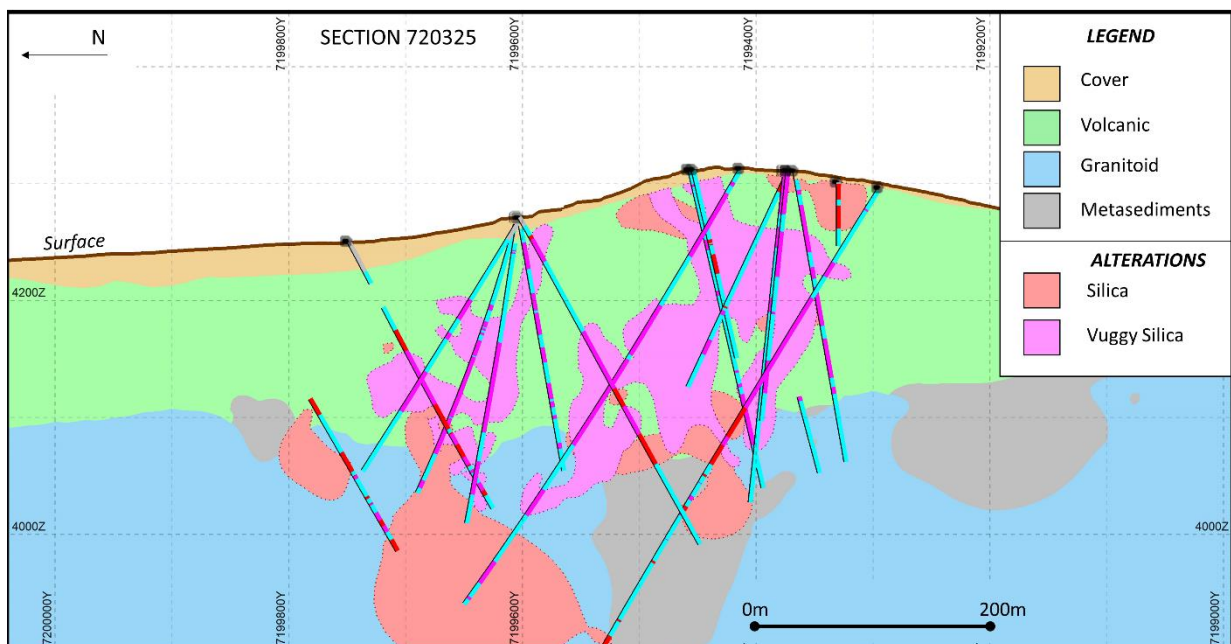 N
SECTION 720325
7199800Y
7199600Y
7199400Y
7199200Y
LEGEND
Cover
Volcanic
Granitoid
Metasediments
ALTERATIONS
Silica
Vuggy Silica
Surface
4200Z
4000Z
4000Z
7200000Y
7199800Y
7199600Y
7199000Y
0m
200m